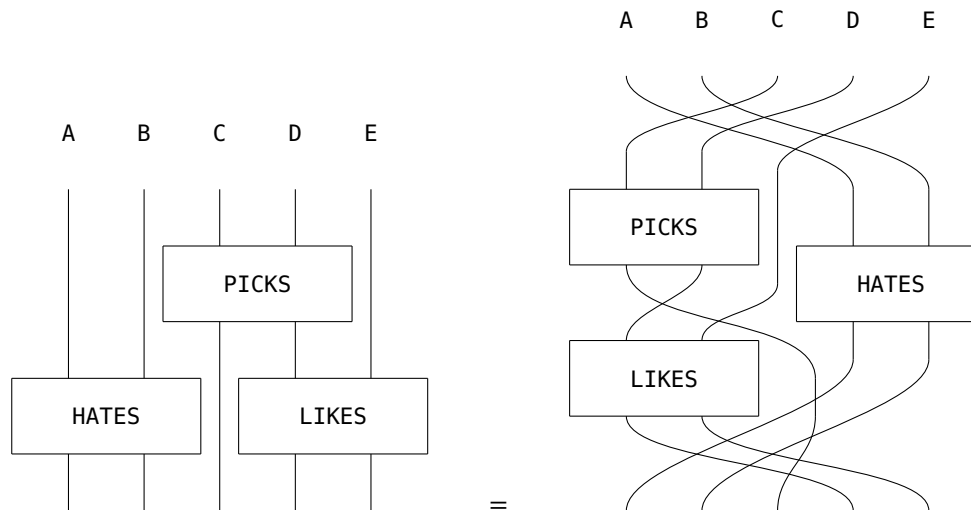 A B C D E
PICKS
HATES
LIKES
=
A B C D E
PICKS
HATES
LIKES